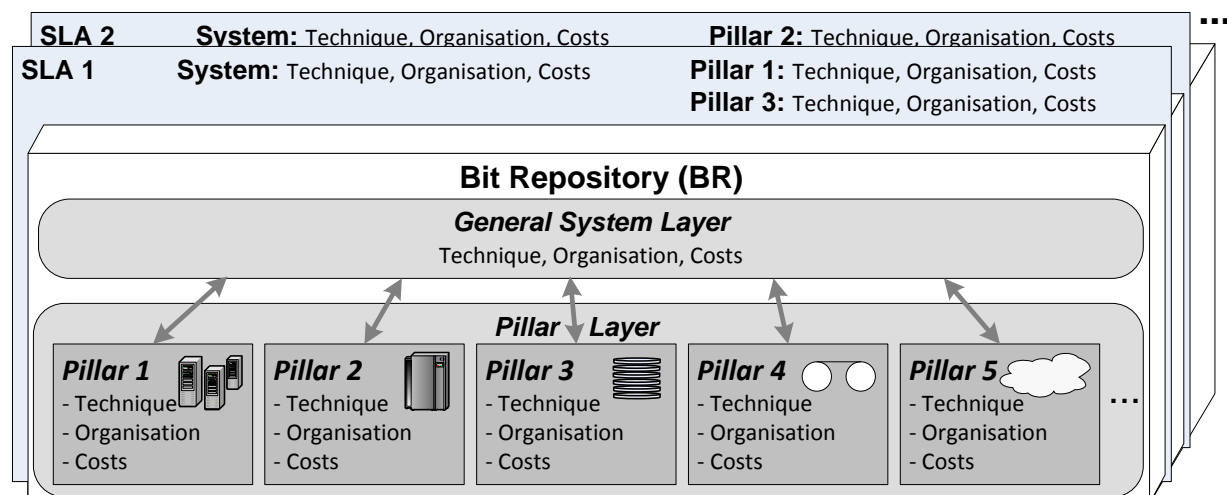 ...
SLA 2 System: Technique, Organisation, Costs Pillar 2: Technique, Organisation, Costs
SLA 1 System: Technique, Organisation, Costs Pillar 1: Technique, Organisation, Costs
Pillar 3: Technique, Organisation, Costs
Bit Repository (BR)
General System Layer
Technique, Organisation, Costs
Pillar Layer
Pillar 1
- Technique
- Organisation
- Costs
Pillar 2
- Technique
- Organisation
- Costs
Pillar 3
- Technique
- Organisation
- Costs
Pillar 4
- Technique
- Organisation
- Costs
Pillar 5
- Technique
- Organisation
- Costs
...